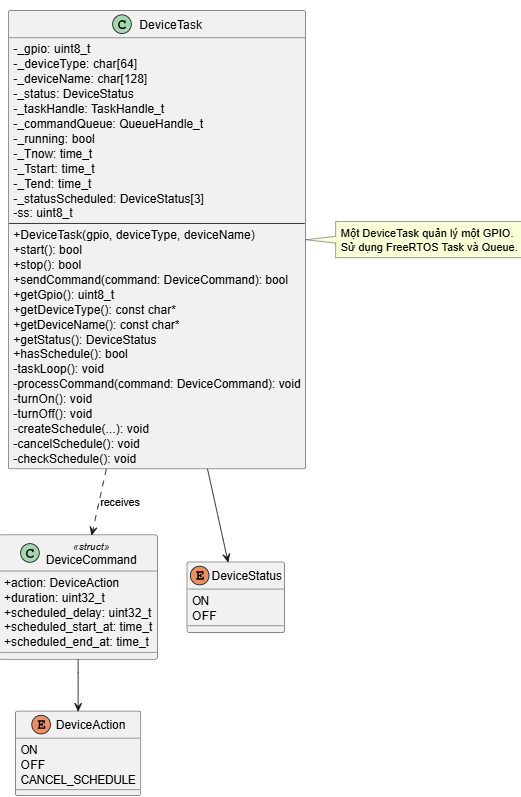 C DeviceTask
-_gpio: uint8_t
-_deviceType: char[64]
-_deviceName: char[128]
-_status: DeviceStatus
-_taskHandle: TaskHandle_t
-_commandQueue: QueueHandle_t
-_running: bool
-_Tnow: time_t
-_Tstart: time_t
-_Tend: time_t
-_statusScheduled: DeviceStatus[3]
-ss: uint8_t
+DeviceTask(gpio, deviceType, deviceName)
+start(): bool
+stop(): bool
+sendCommand(command: DeviceCommand): bool
+getGpio(): uint8_t
+getDeviceType(): const char*
+getDeviceName(): const char*
+getStatus(): DeviceStatus
+hasSchedule(): bool
-taskLoop(): void
-processCommand(command: DeviceCommand): void
-turnOn(): void
-turnOff(): void
-createSchedule(...): void
-cancelSchedule(): void
-checkSchedule(): void
Một DeviceTask quản lý một GPIO.
Sử dụng FreeRTOS Task và Queue.
receives
C «struct»
DeviceCommand
+action: DeviceAction
+duration: uint32_t
+scheduled_delay: uint32_t
+scheduled_start_at: time_t
+scheduled_end_at: time_t
E DeviceStatus
ON
OFF
E DeviceAction
ON
OFF
CANCEL_SCHEDULE